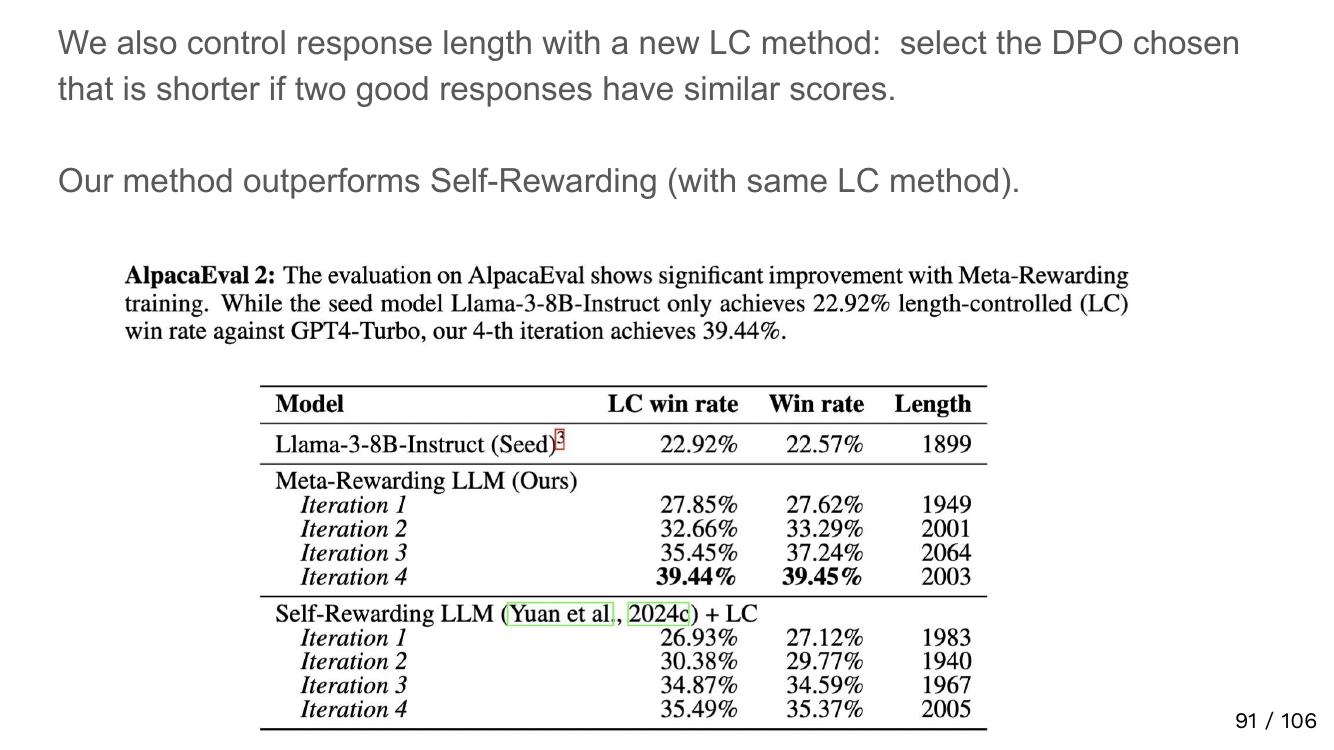 We also control response length with a new LC method:  select the DPO chosen
that is shorter if two good responses have similar scores.
Our method outperforms Self-Rewarding (with same LC method).
AlpacaEval 2: The evaluation on AlpacaEval shows significant improvement with Meta-Rewarding
training. While the seed model Llama-3-8B-Instruct only achieves 22.92% length-controlled (LC)
win rate against GPT4-Turbo, our 4-th iteration achieves 39.44%.
Model LC win rate Win rate Length
Llama-3-8B-Instruct (Seed)3 22.92% 22.57% 1899
Meta-Rewarding LLM (Ours)
Iteration 1 27.85% 27.62% 1949
Iteration 2 32.66% 33.29% 2001
Iteration 3 35.45% 37.24% 2064
Iteration 4 39.44% 39.45% 2003
Self-Rewarding LLM (Yuan et al., 2024c) + LC
Iteration 1 26.93% 27.12% 1983
Iteration 2 30.38% 29.77% 1940
Iteration 3 34.87% 34.59% 1967
Iteration 4 35.49% 35.37% 2005
91 / 106